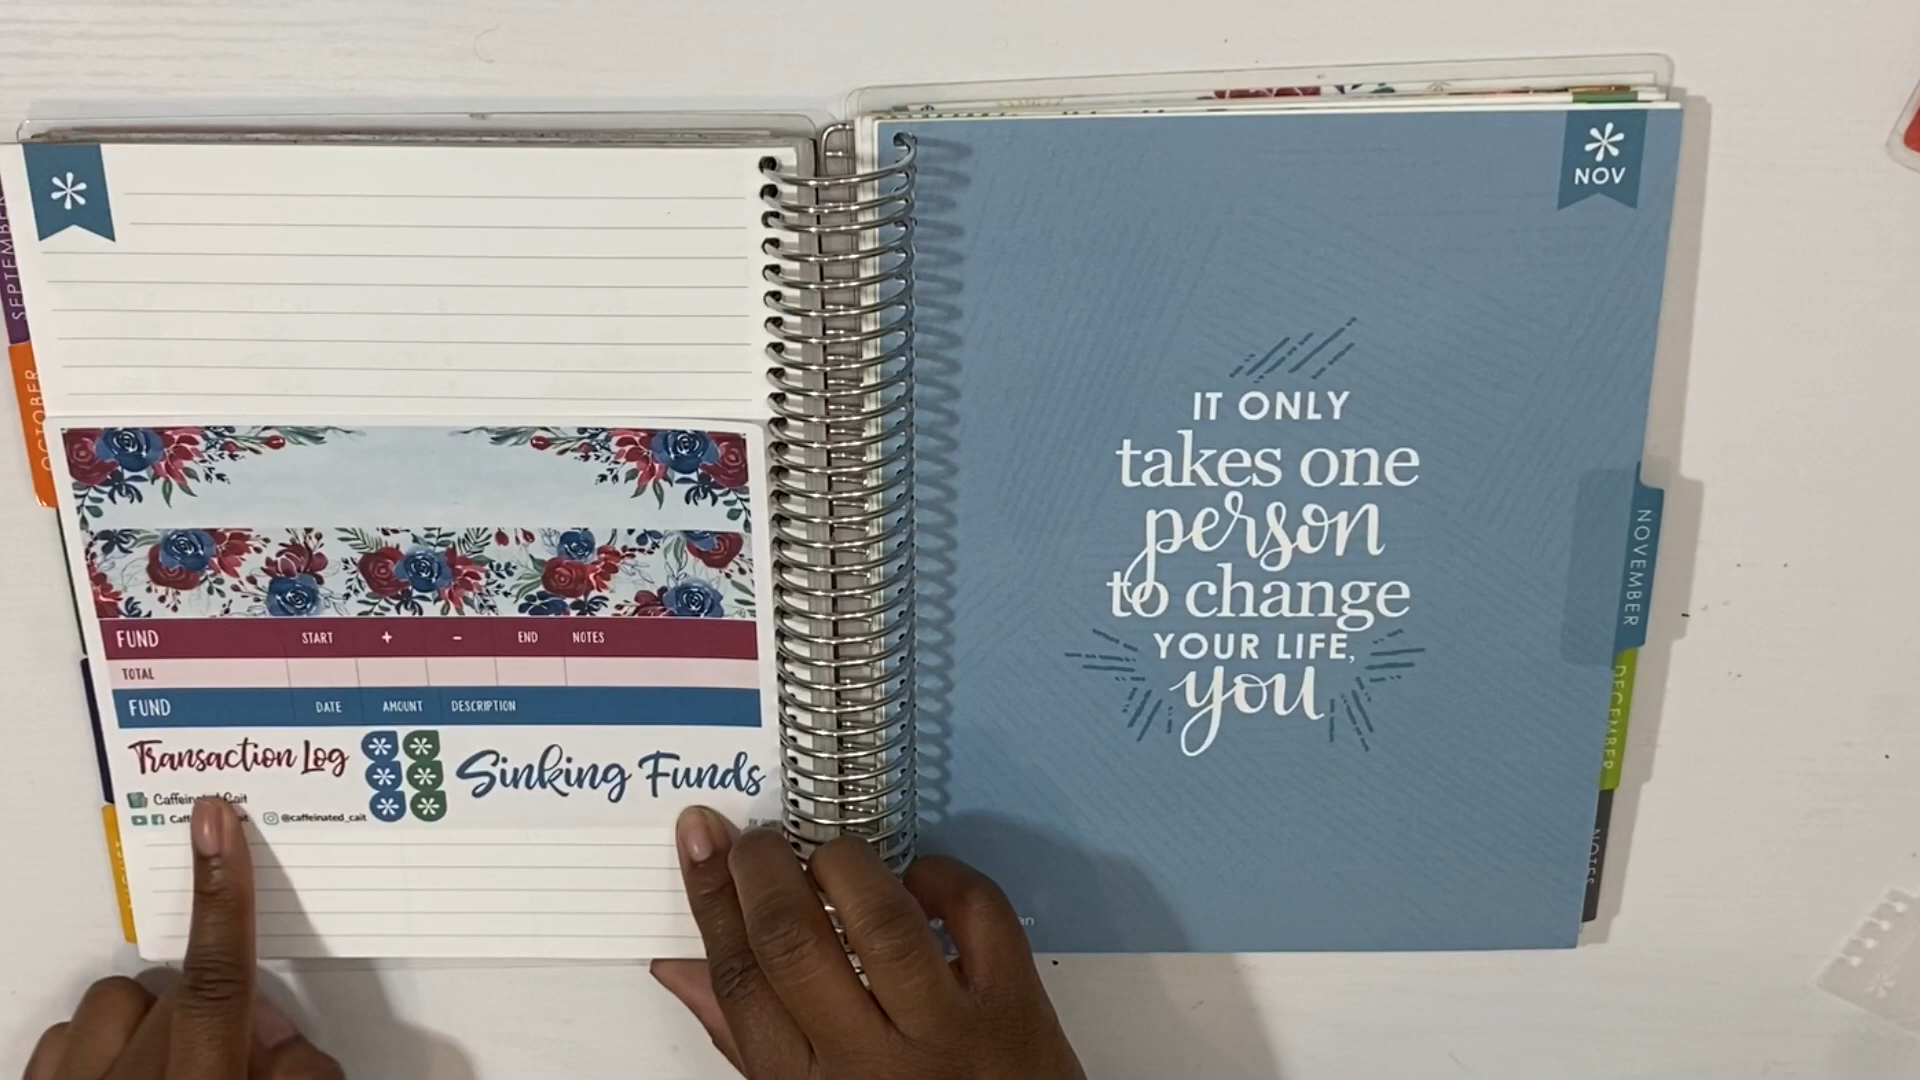 SEPTEMBER
OCTOBER
FUND START + - END NOTES
TOTAL
FUND DATE AMOUNT DESCRIPTION
Transaction Log
Sinking Funds
@caffeinated_cait
NOV
IT ONLY
takes one
person
to change
YOUR LIFE,
you
NOVEMBER
DECEMBER
NOTES